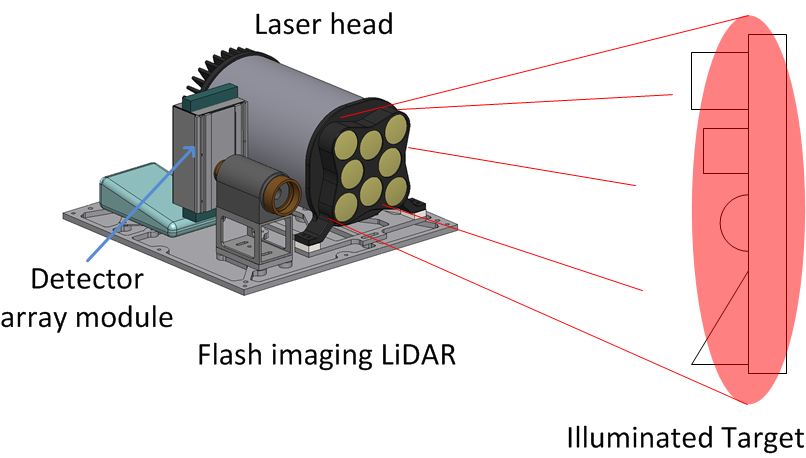 Laser head
Detector
array module
Flash imaging LiDAR
Illuminated Target